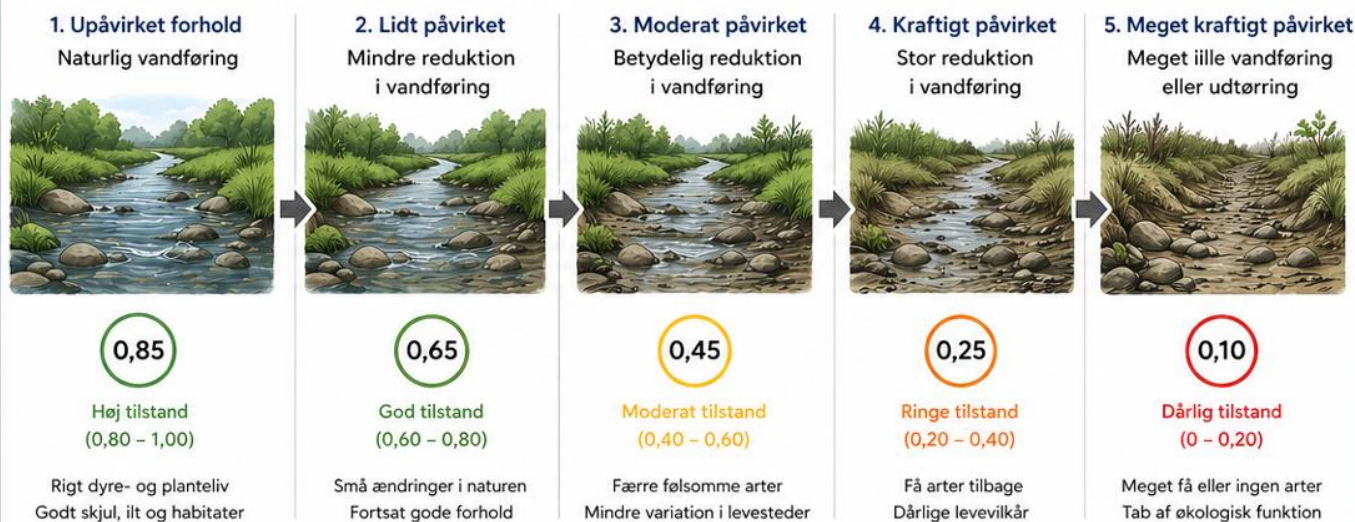 1. Upåvirket forhold
Naturlig vandføring
0,85
Høj tilstand
(0,80 – 1,00)
Rigt dyre- og planteliv
Godt skjul, ilt og habitater
2. Lidt påvirket
Mindre reduktion
i vandføring
0,65
God tilstand
(0,60 – 0,80)
Små ændringer i naturen
Fortsat gode forhold
3. Moderat påvirket
Betydelig reduktion
i vandføring
0,45
Moderat tilstand
(0,40 – 0,60)
Færre følsomme arter
Mindre variation i levesteder
4. Kraftigt påvirket
Stor reduktion
i vandføring
0,25
Ringe tilstand
(0,20 – 0,40)
Få arter tilbage
Dårlige levevilkår
5. Meget kraftigt påvirket
Meget iille vandføring
eller udtørring
0,10
Dårlig tilstand
(0 – 0,20)
Meget få eller ingen arter
Tab af økologisk funktion